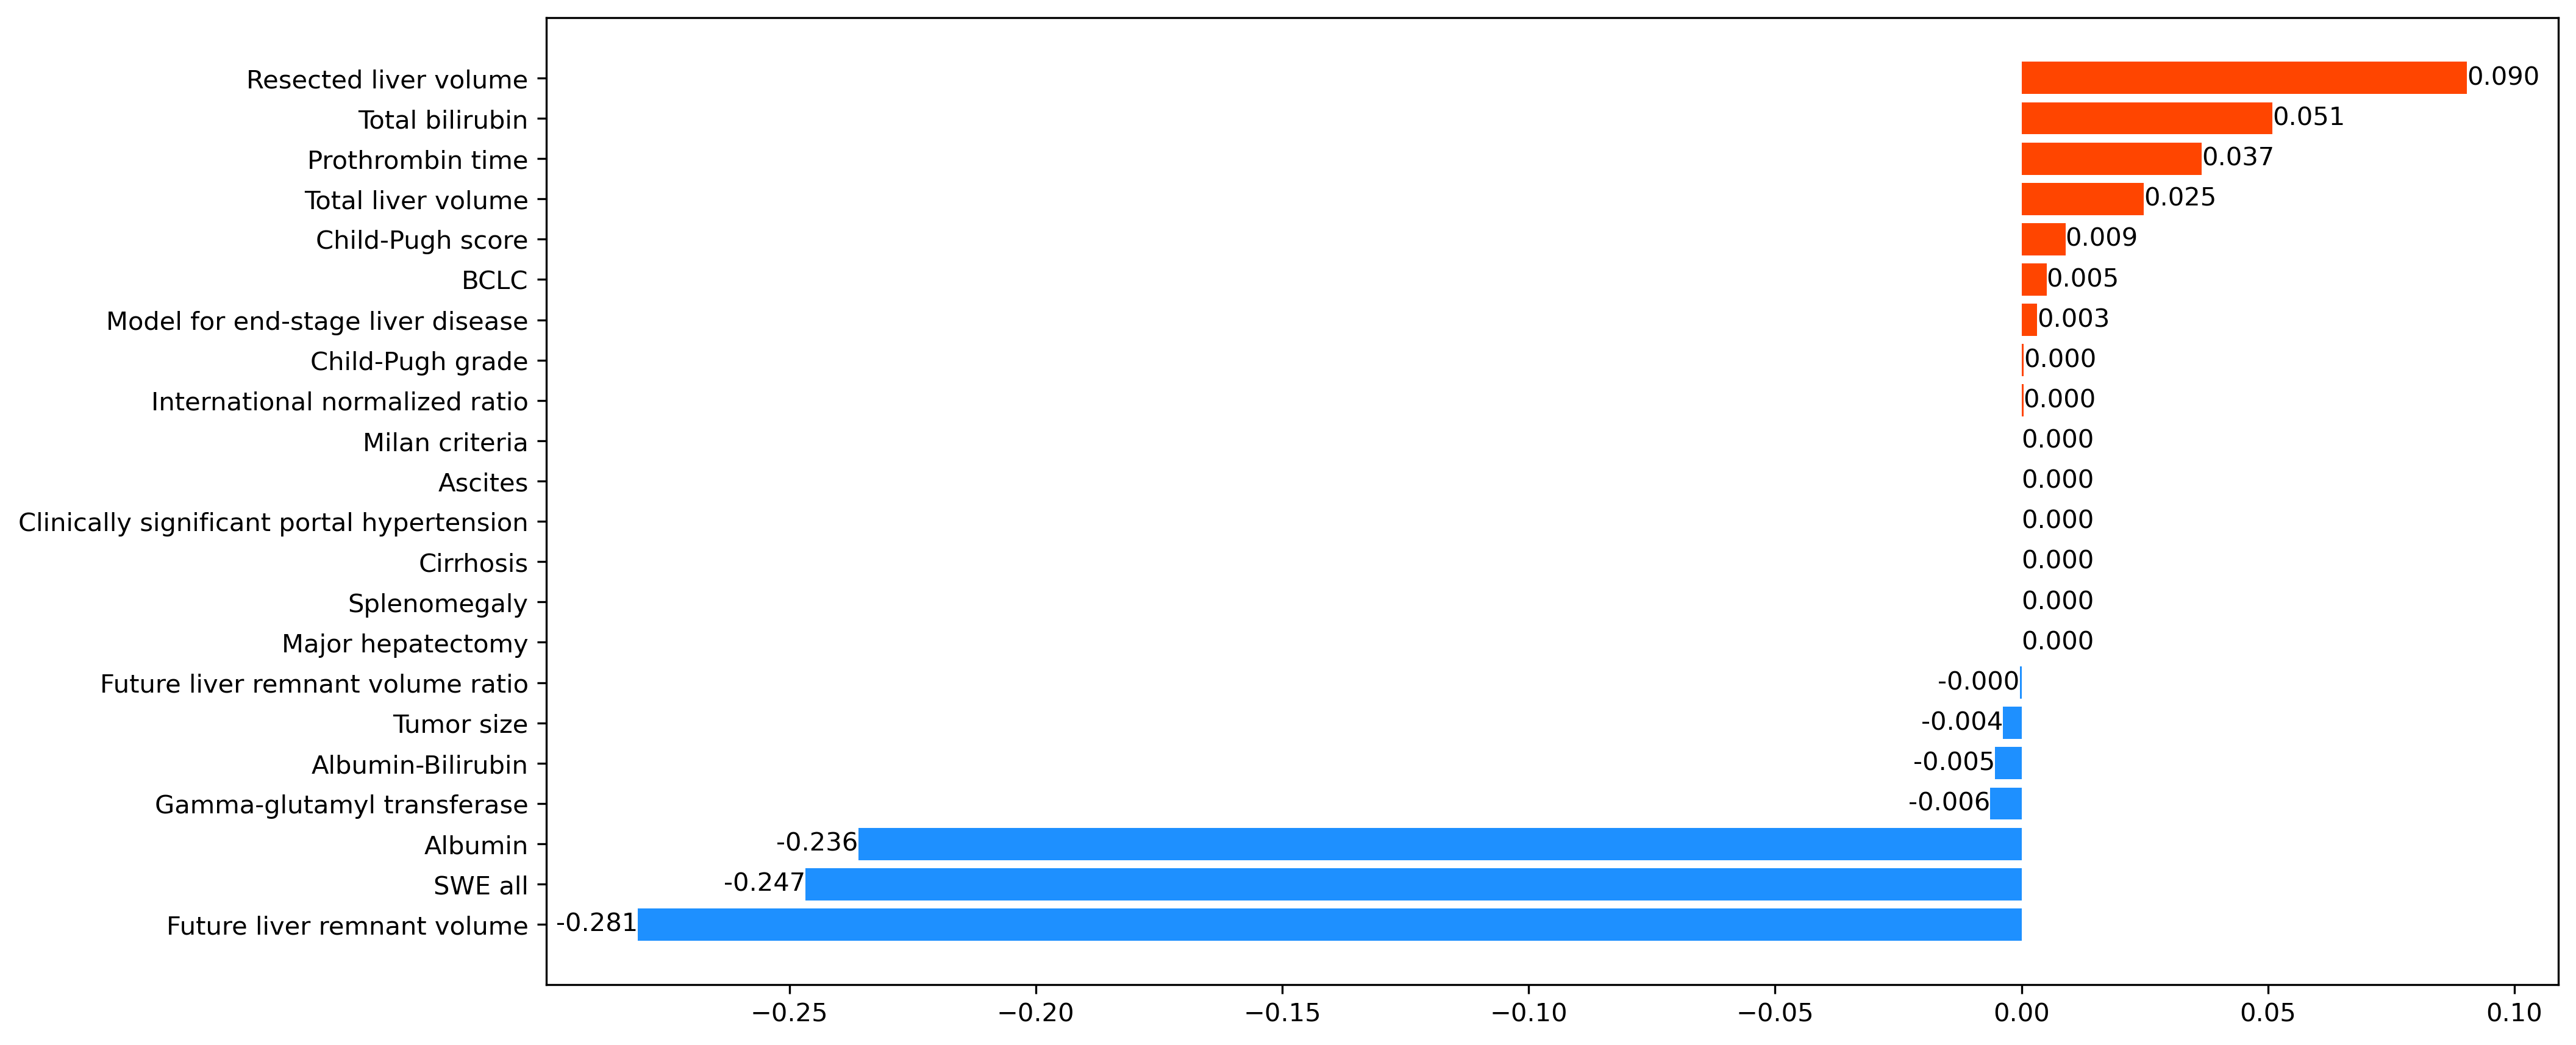 Resected liver volume 0.090
Total bilirubin 0.051
Prothrombin time 0.037
Total liver volume 0.025
Child-Pugh score 0.009
BCLC 0.005
Model for end-stage liver disease 0.003
Child-Pugh grade 0.000
International normalized ratio 0.000
Milan criteria 0.000
Ascites 0.000
Clinically significant portal hypertension 0.000
Cirrhosis 0.000
Splenomegaly 0.000
Major hepatectomy 0.000
Future liver remnant volume ratio -0.000
Tumor size -0.004
Albumin-Bilirubin -0.005
Gamma-glutamyl transferase -0.006
Albumin -0.236
SWE all -0.247
Future liver remnant volume -0.281
−0.25 −0.20 −0.15 −0.10 −0.05 0.00 0.05 0.10